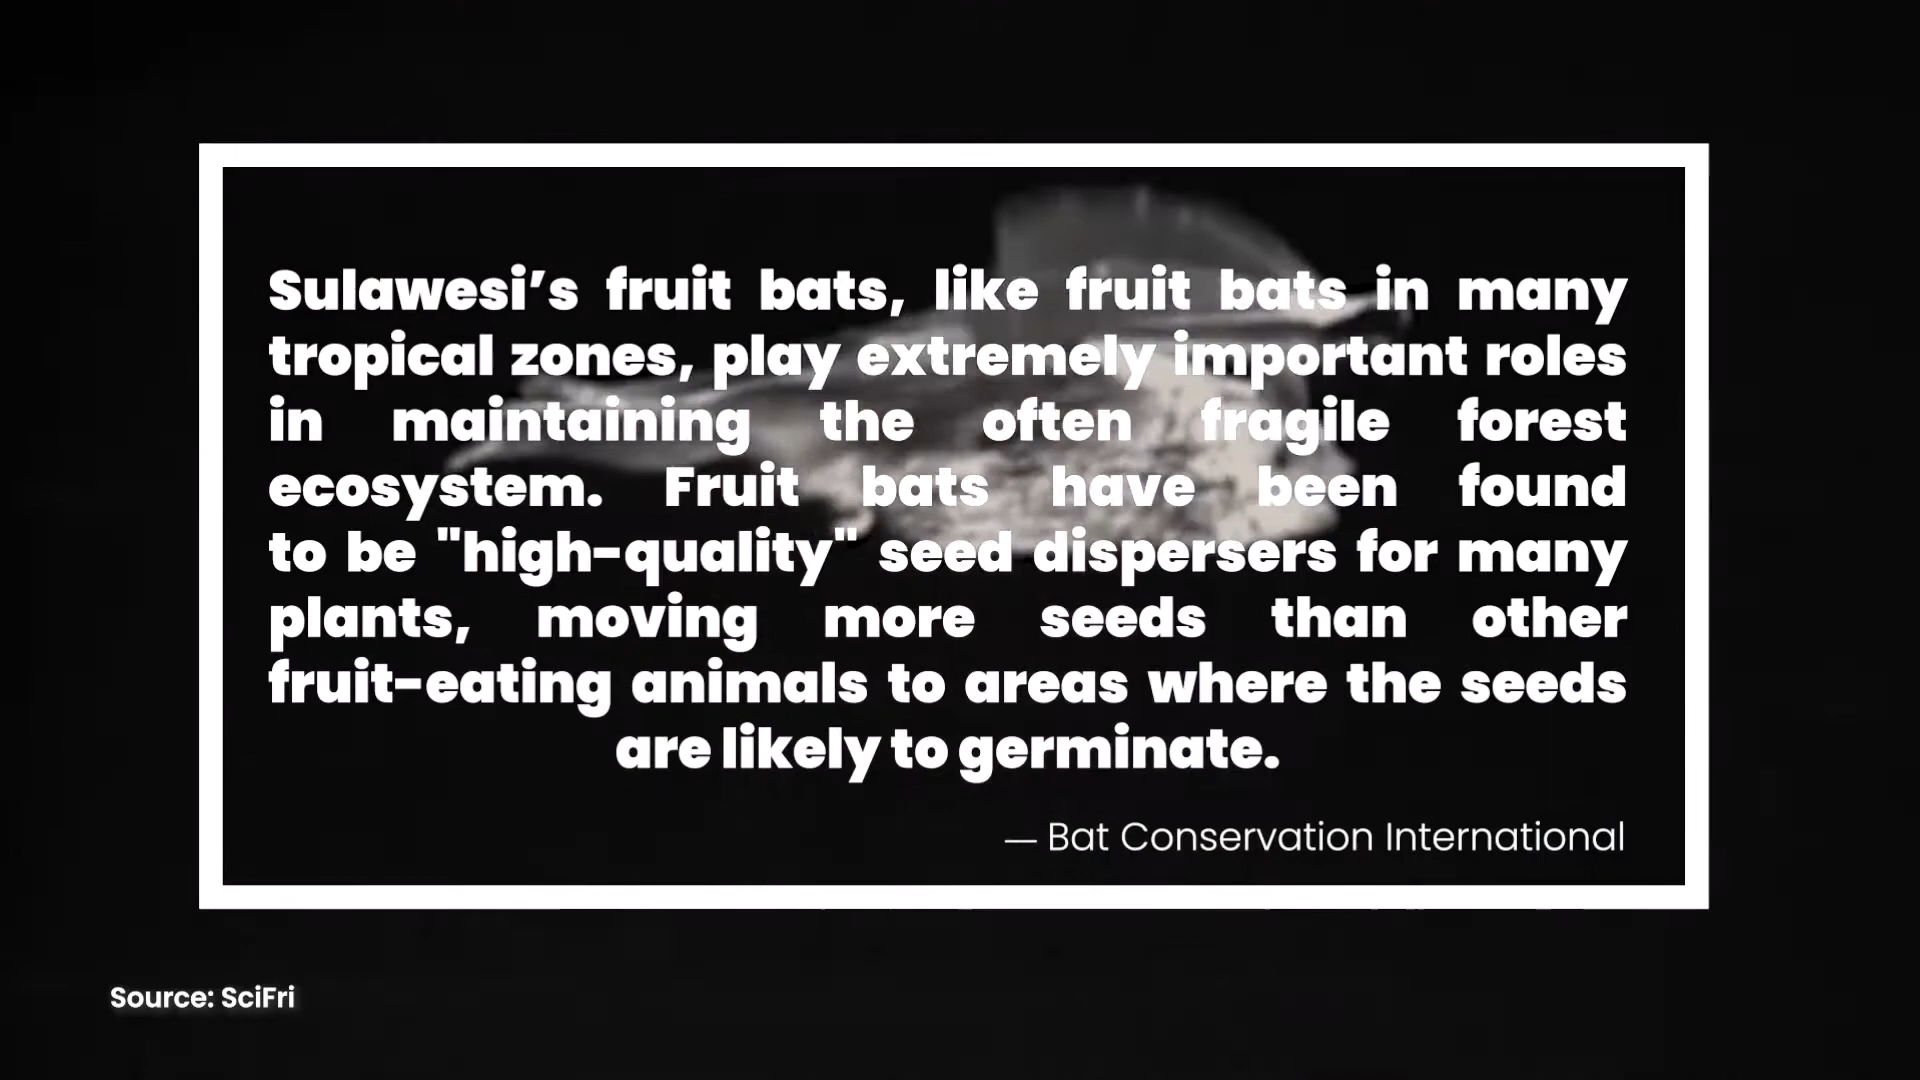 Sulawesi’s fruit bats, like fruit bats in many
tropical zones, play extremely important roles
in maintaining the often fragile forest
ecosystem. Fruit bats have been found
to be "high-quality" seed dispersers for many
plants, moving more seeds than other
fruit-eating animals to areas where the seeds
are likely to germinate.
— Bat Conservation International
Source: SciFri